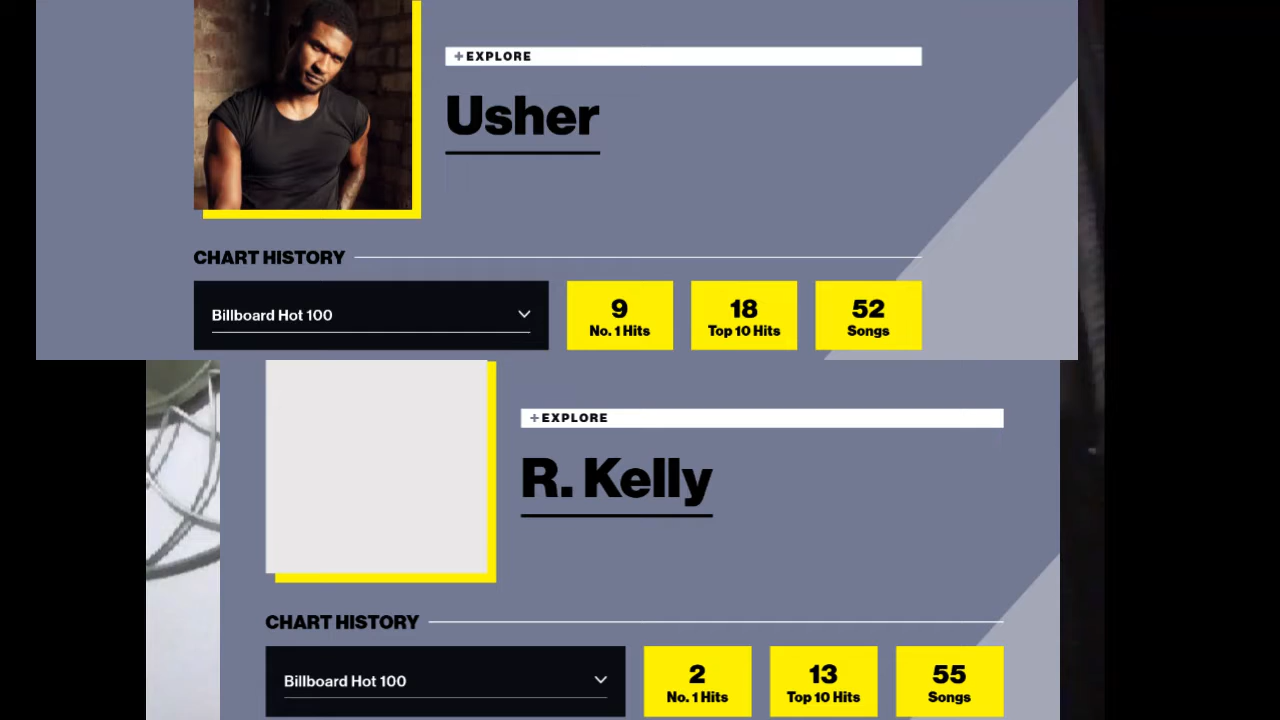 +EXPLORE
Usher
CHART HISTORY
Billboard Hot 100
9
No. 1 Hits
18
Top 10 Hits
52
Songs
+EXPLORE
R. Kelly
CHART HISTORY
Billboard Hot 100
2
No. 1 Hits
13
Top 10 Hits
55
Songs